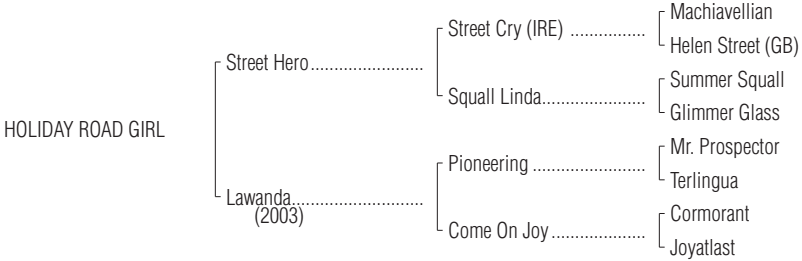 Machiavellian
Street Cry (IRE) ................
Helen Street (GB)
Street Hero........................
Summer Squall
Squall Linda......................
Glimmer Glass
HOLIDAY ROAD GIRL
Mr. Prospector
Pioneering ........................
Terlingua
Lawanda............................
(2003)
Cormorant
Come On Joy ....................
Joyatlast